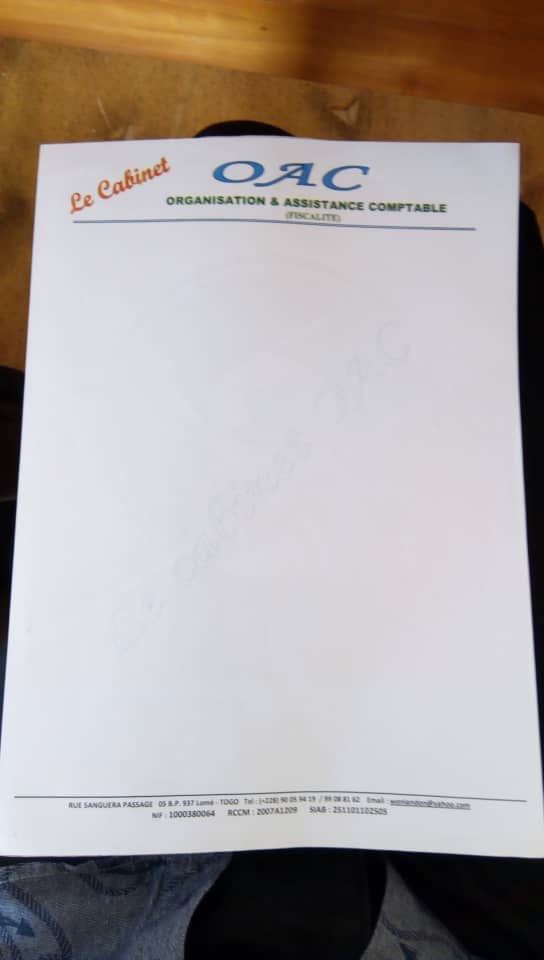 Le Cabinet
OAC
ORGANISATION & ASSISTANCE COMPTABLE
(FISCALITE)
Le cabinet OAC
RUE SANGUERA PASSAGE 05 B.P. 937 Lomé - TOGO Tel : (+228) 90 05 94 19 / 99 08 81 62 Email : wonlandon@yahoo.com
NIF : 1000380064 RCCM : 2007A1209 SIAB : 251101102505